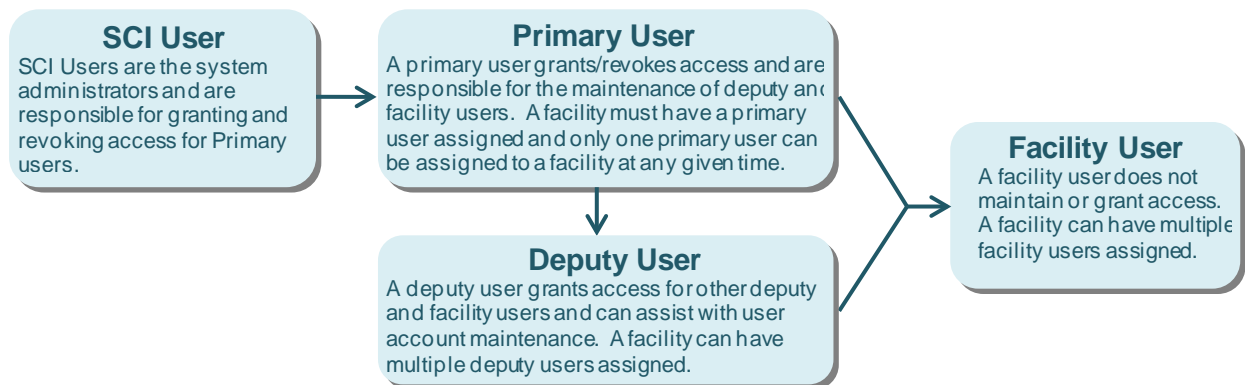 SCI User
SCI Users are the system
administrators and are
responsible for granting and
revoking access for Primary
users.
Primary User
A primary user grants/revokes access and are
responsible for the maintenance of deputy and
facility users. A facility must have a primary
user assigned and only one primary user can
be assigned to a facility at any given time.
Deputy User
A deputy user grants access for other deputy
and facility users and can assist with user
account maintenance. A facility can have
multiple deputy users assigned.
Facility User
A facility user does not
maintain or grant access.
A facility can have multiple
facility users assigned.